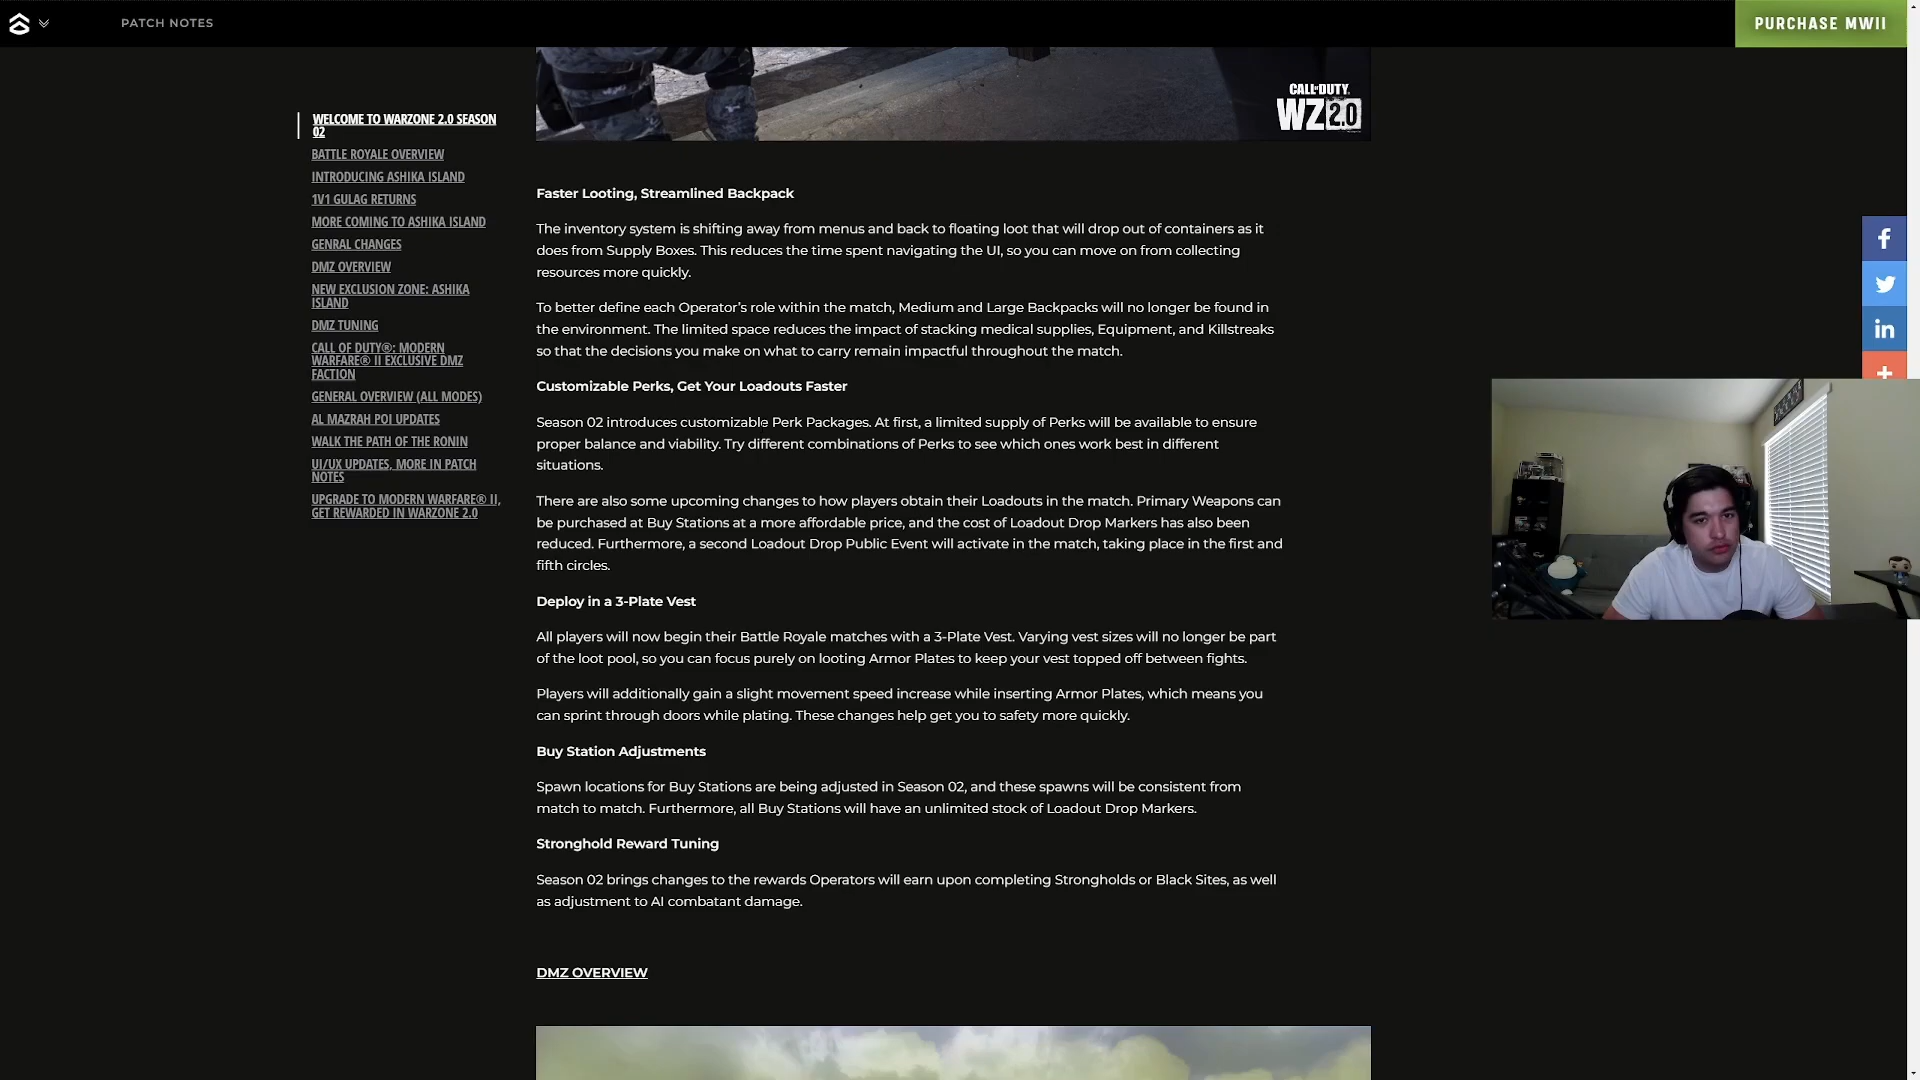 PATCH NOTES
PURCHASE MWII
WELCOME TO WARZONE 2.0 SEASON
02
BATTLE ROYALE OVERVIEW
INTRODUCING ASHIKA ISLAND
1V1 GULAG RETURNS
MORE COMING TO ASHIKA ISLAND
GENRAL CHANGES
DMZ OVERVIEW
NEW EXCLUSION ZONE: ASHIKA
ISLAND
DMZ TUNING
CALL OF DUTY®: MODERN
WARFARE® II EXCLUSIVE DMZ
FACTION
GENERAL OVERVIEW (ALL MODES)
AL MAZRAH POI UPDATES
WALK THE PATH OF THE RONIN
UI/UX UPDATES, MORE IN PATCH
NOTES
UPGRADE TO MODERN WARFARE® II,
GET REWARDED IN WARZONE 2.0
CALL OF DUTY.
WZ 2.0
Faster Looting, Streamlined Backpack
The inventory system is shifting away from menus and back to floating loot that will drop out of containers as it
does from Supply Boxes. This reduces the time spent navigating the UI, so you can move on from collecting
resources more quickly.
To better define each Operator's role within the match, Medium and Large Backpacks will no longer be found in
the environment. The limited space reduces the impact of stacking medical supplies, Equipment, and Killstreaks
so that the decisions you make on what to carry remain impactful throughout the match.
Customizable Perks, Get Your Loadouts Faster
Season 02 introduces customizable Perk Packages. At first, a limited supply of Perks will be available to ensure
proper balance and viability. Try different combinations of Perks to see which ones work best in different
situations.
There are also some upcoming changes to how players obtain their Loadouts in the match. Primary Weapons can
be purchased at Buy Stations at a more affordable price, and the cost of Loadout Drop Markers has also been
reduced. Furthermore, a second Loadout Drop Public Event will activate in the match, taking place in the first and
fifth circles.
Deploy in a 3-Plate Vest
All players will now begin their Battle Royale matches with a 3-Plate Vest. Varying vest sizes will no longer be part
of the loot pool, so you can focus purely on looting Armor Plates to keep your vest topped off between fights.
Players will additionally gain a slight movement speed increase while inserting Armor Plates, which means you
can sprint through doors while plating. These changes help get you to safety more quickly.
Buy Station Adjustments
Spawn locations for Buy Stations are being adjusted in Season 02, and these spawns will be consistent from
match to match. Furthermore, all Buy Stations will have an unlimited stock of Loadout Drop Markers.
Stronghold Reward Tuning
Season 02 brings changes to the rewards Operators will earn upon completing Strongholds or Black Sites, as well
as adjustment to AI combatant damage.
DMZ OVERVIEW